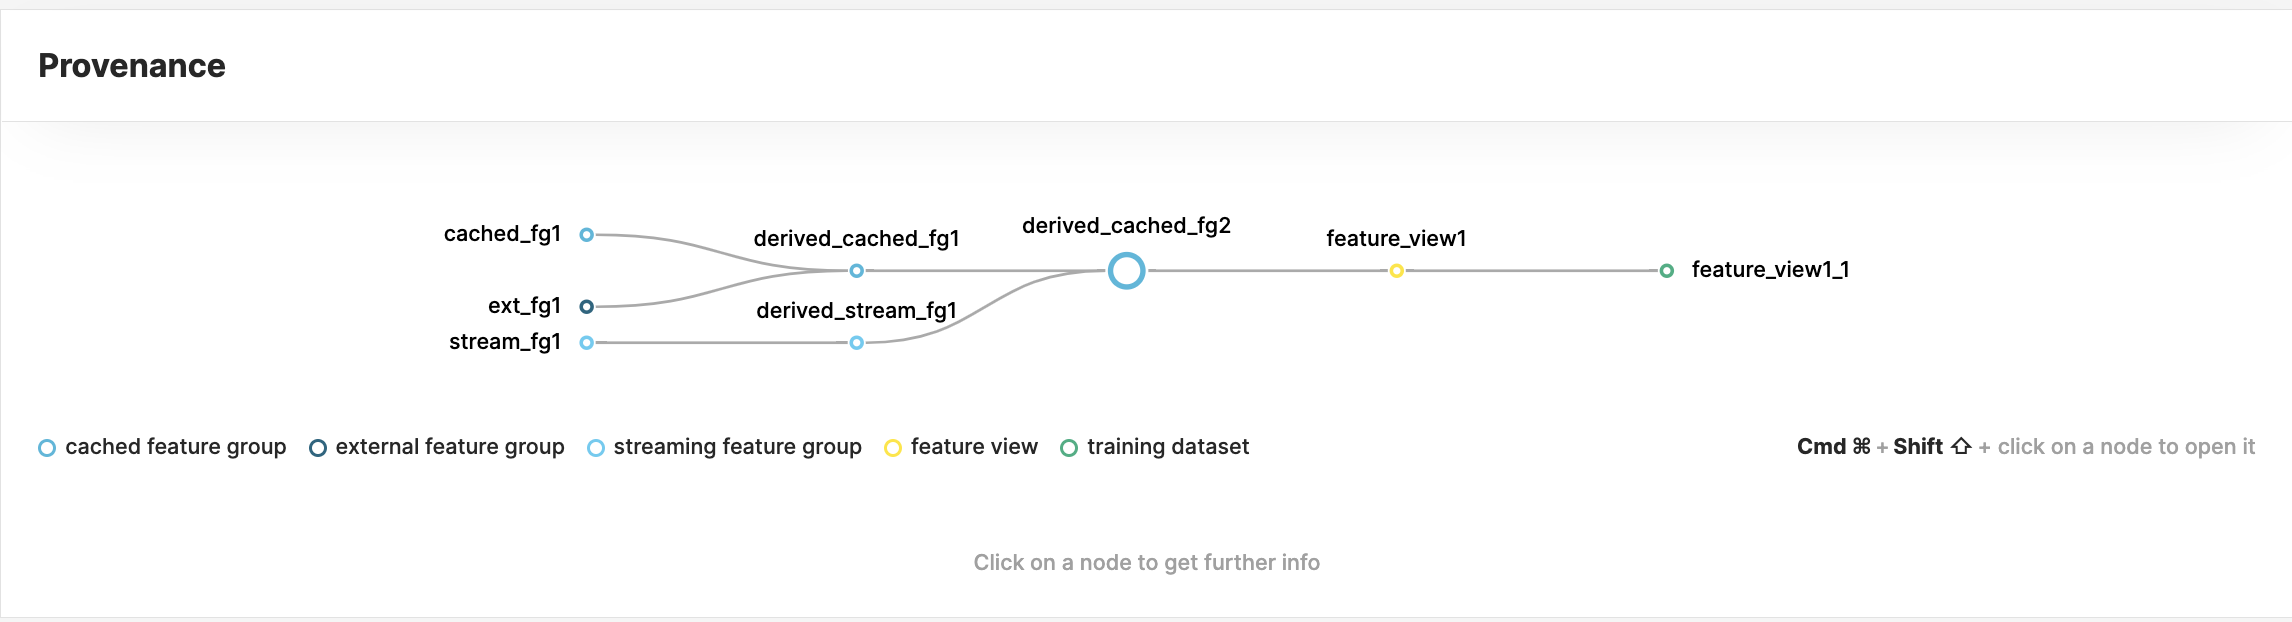 Provenance
cached_fg1
derived_cached_fg1
derived_cached_fg2
feature_view1
feature_view1_1
ext_fg1
derived_stream_fg1
stream_fg1
cached feature group
external feature group
streaming feature group
feature view
training dataset
Cmd ⌘ + Shift ⇧ + click on a node to open it
Click on a node to get further info